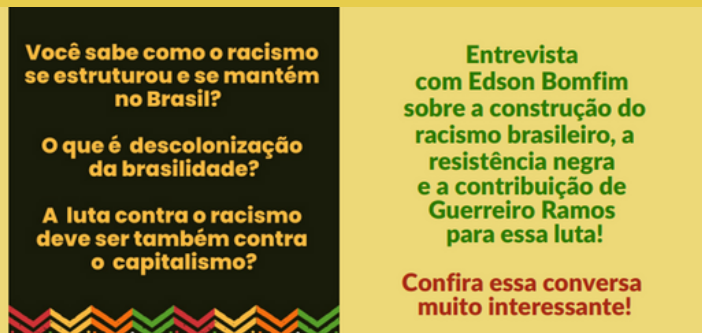 Você sabe como o racismo
se estruturou e se mantém
no Brasil?
O que é descolonização
da brasilidade?
A luta contra o racismo
deve ser também contra
o capitalismo?
Entrevista
com Edson Bomfim
sobre a construção do
racismo brasileiro, a
resistência negra
e a contribuição de
Guerreiro Ramos
para essa luta!
Confira essa conversa
muito interessante!